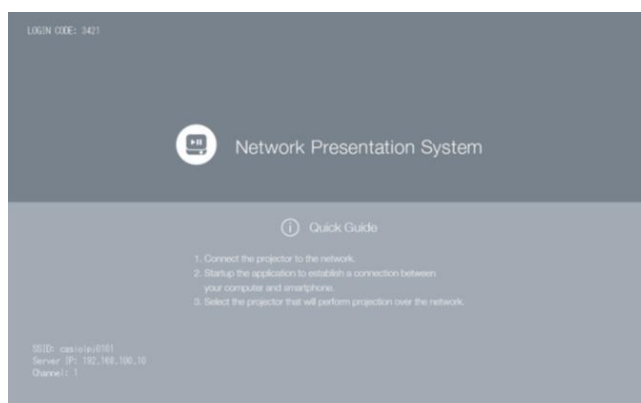 LOGIN CODE: 3421
Network Presentation System
Quick Guide
1. Connect the projector to the network.
2. Startup the application to establish a connection between
your computer and smartphone.
3. Select the projector that will perform projection over the network.
SSID:
Server IP: 192.168.100.10
Channel: 1